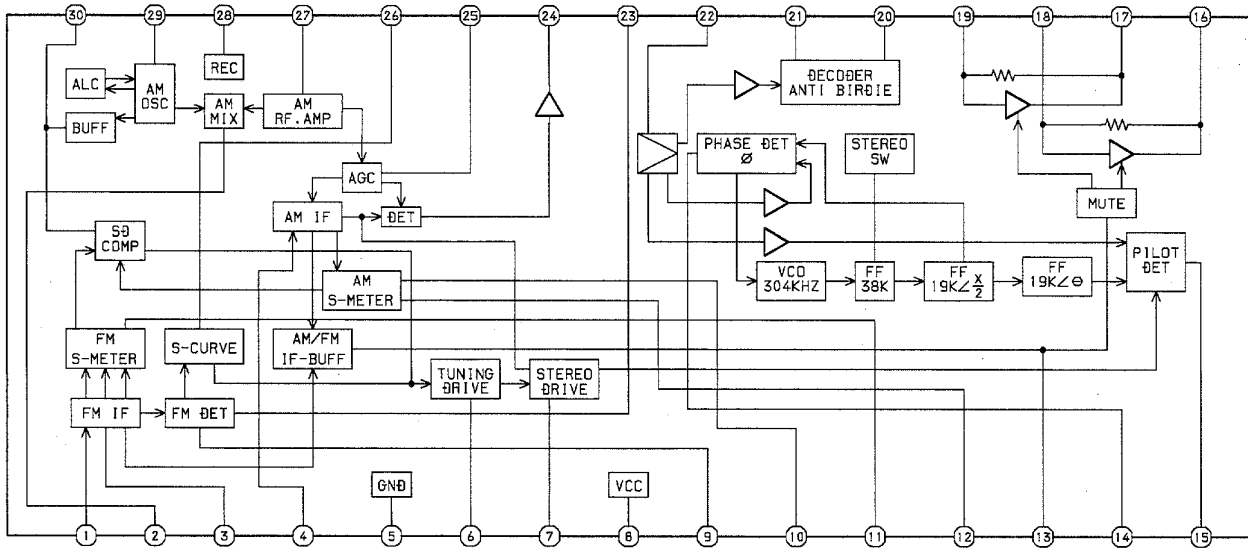 30 29 28 27 26 25 24 23 22 21 20 19 18 17 16
ALC
AM
OSC
REC
BUFF
AM
MIX
AM
RF.AMP
AGC
AM IF
DET
SD
COMP
AM
S-METER
FM
S-METER
S-CURVE
AM/FM
IF-BUFF
TUNING
DRIVE
STEREO
DRIVE
FM IF
FM DET
GND
VCC
DECODER
ANTI BIRDIE
PHASE DET
Ø
STEREO
SW
MUTE
VCO
304KHZ
FF
38K
FF
19K∠X/2
FF
19K∠Θ
PILOT
DET
1 2 3 4 5 6 7 8 9 10 11 12 13 14 15